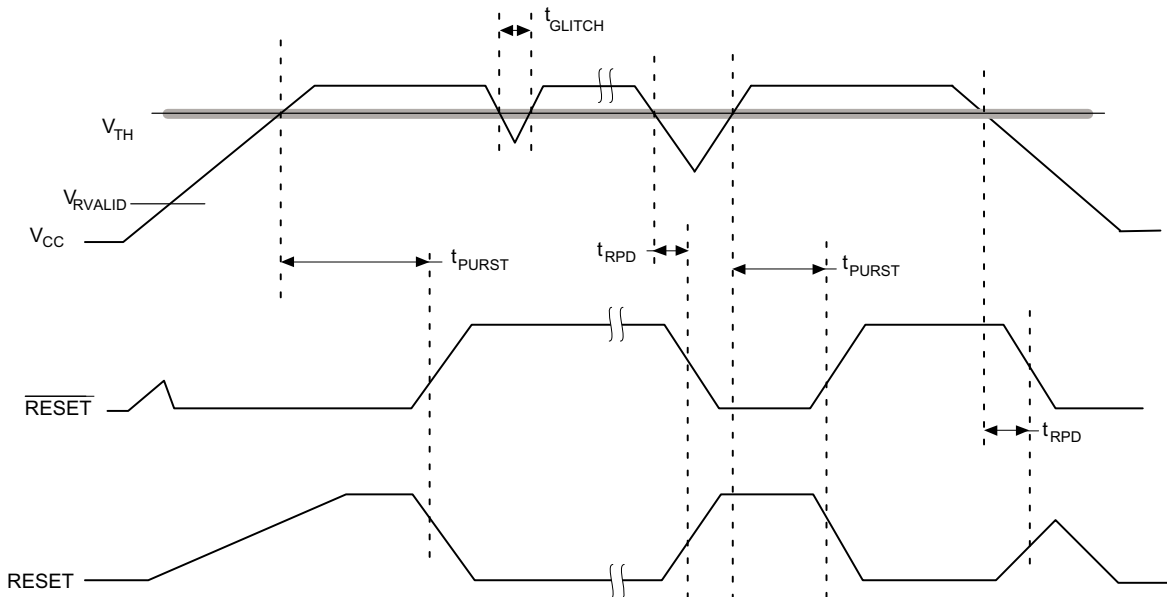 tGLITCH
VTH
VRVALID
VCC
tPURST
tRPD
tPURST
RESET
tRPD
RESET